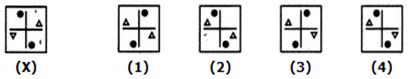 (X) (1) (2) (3) (4)